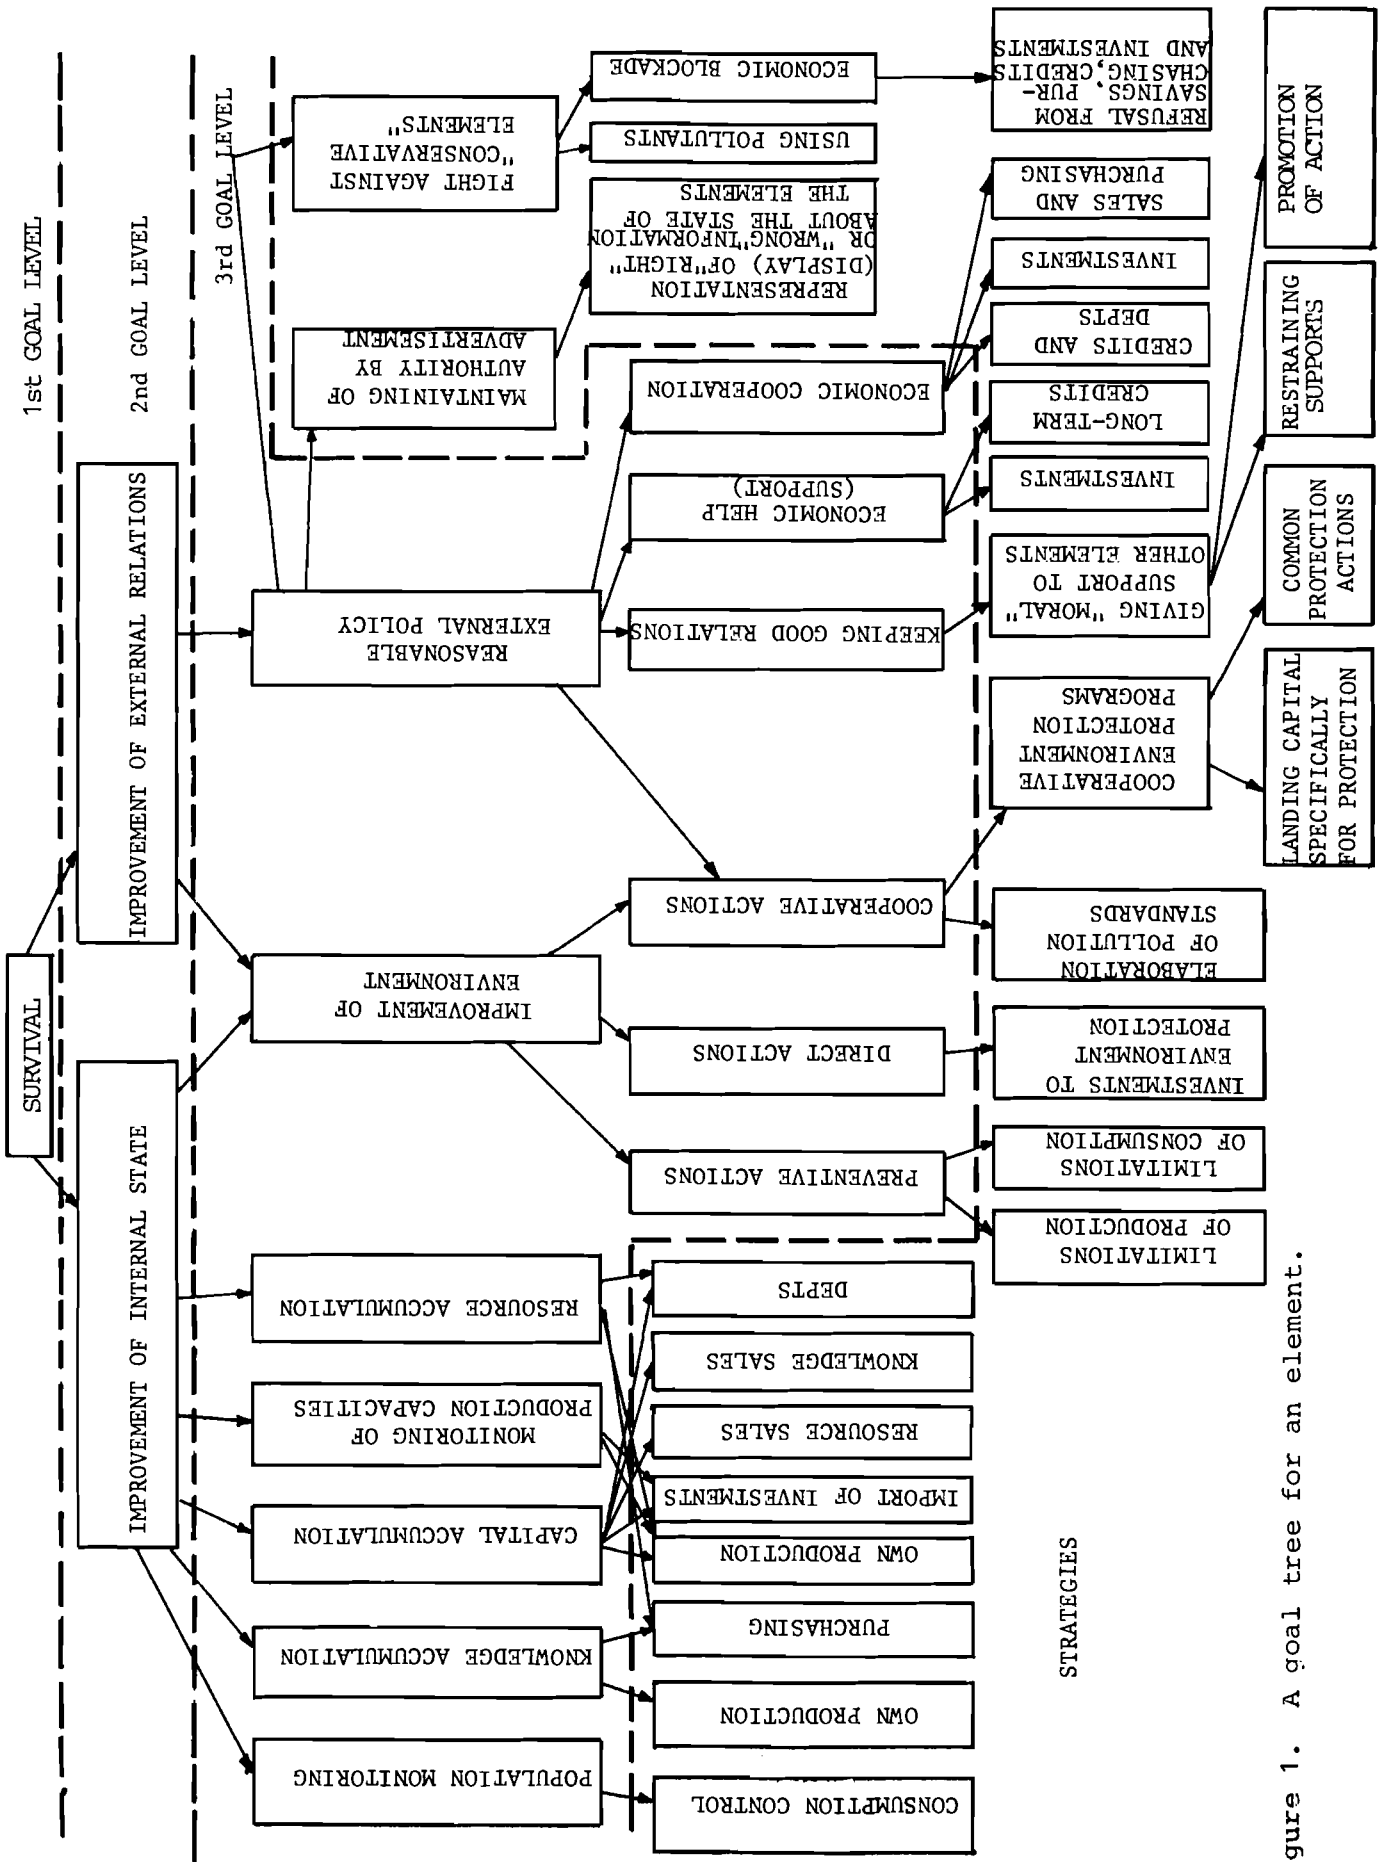 SURVIVAL
1st GOAL LEVEL
IMPROVEMENT OF INTERNAL STATE
IMPROVEMENT OF EXTERNAL RELATIONS
2nd GOAL LEVEL
3rd GOAL LEVEL
POPULATION MONITORING
KNOWLEDGE ACCUMULATION
CAPITAL ACCUMULATION
MONITORING OF
PRODUCTION CAPACITIES
RESOURCE ACCUMULATION
IMPROVEMENT OF
ENVIRONMENT
REASONABLE
EXTERNAL POLICY
MAINTAINING OF
AUTHORITY BY
ADVERTISEMENT
FIGHT AGAINST
"CONSERVATIVE
ELEMENTS"
CONSUMPTION CONTROL
OWN PRODUCTION
PURCHASING
OWN PRODUCTION
IMPORT OF INVESTMENTS
RESOURCE SALES
KNOWLEDGE SALES
DEPTS
PREVENTIVE ACTIONS
DIRECT ACTIONS
COOPERATIVE ACTIONS
KEEPING GOOD RELATIONS
ECONOMIC HELP
(SUPPORT)
ECONOMIC COOPERATION
REPRESENTATION
(DISPLAY) OF"RIGHT"
OR "WRONG"INFORMATION
ABOUT THE STATE OF
THE ELEMENTS
USING POLLUTANTS
ECONOMIC BLOCKADE
LIMITATIONS
OF PRODUCTION
LIMITATIONS
OF CONSUMPTION
INVESTMENTS TO
ENVIRONMENT
PROTECTION
ELABORATION
OF POLLUTION
STANDARDS
COOPERATIVE
ENVIRONMENT
PROTECTION
PROGRAMS
GIVING "MORAL"
SUPPORT TO
OTHER ELEMENTS
INVESTMENTS
LONG-TERM
CREDITS
CREDITS AND
DEPTS
INVESTMENTS
SALES AND
PURCHASING
REFUSAL FROM
SAVINGS, PUR-
CHASING,CREDITS
AND INVESTMENTS
STRATEGIES
LANDING CAPITAL
SPECIFICALLY
FOR PROTECTION
COMMON
PROTECTION
ACTIONS
RESTRAINING
SUPPORTS
PROMOTION
OF ACTION
gure 1. A goal tree for an element.